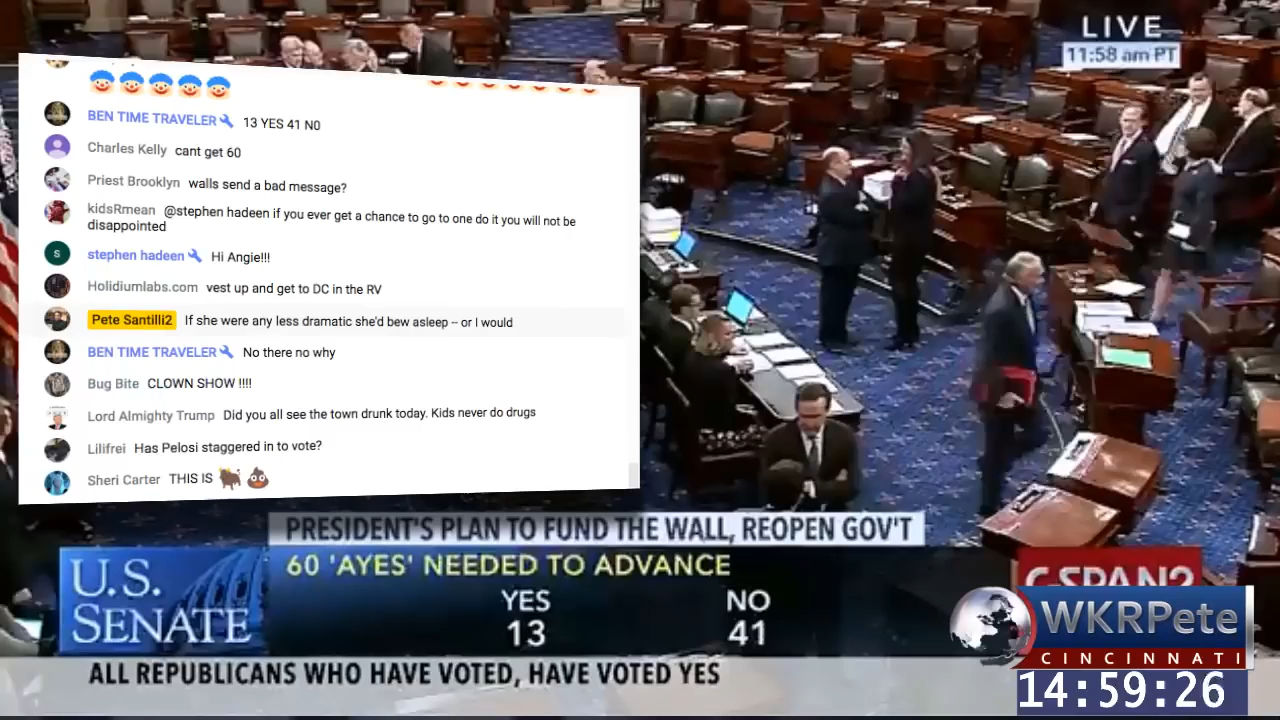 LIVE
11:58 am PT
BEN TIME TRAVELER 13 YES 41 N0
Charles Kelly cant get 60
Priest Brooklyn walls send a bad message?
kidsRmean @stephen hadeen if you ever get a chance to go to one do it you will not be
disappointed
S
stephen hadeen Hi Angie!!!
Holidiumlabs.com vest up and get to DC in the RV
Pete Santilli2 If she were any less dramatic she'd bew asleep – or I would
BEN TIME TRAVELER No there no why
Bug Bite CLOWN SHOW !!!!
Lord Almighty Trump Did you all see the town drunk today. Kids never do drugs
Lilifrei Has Pelosi staggered in to vote?
Sheri Carter THIS IS 🐂 💩
PRESIDENT'S PLAN TO FUND THE WALL, REOPEN GOV'T
U.S.
SENATE
60 'AYES' NEEDED TO ADVANCE
YES NO
13 41
C-SPAN2
WKRPete
CINCINNATI
ALL REPUBLICANS WHO HAVE VOTED, HAVE VOTED YES
14:59:26